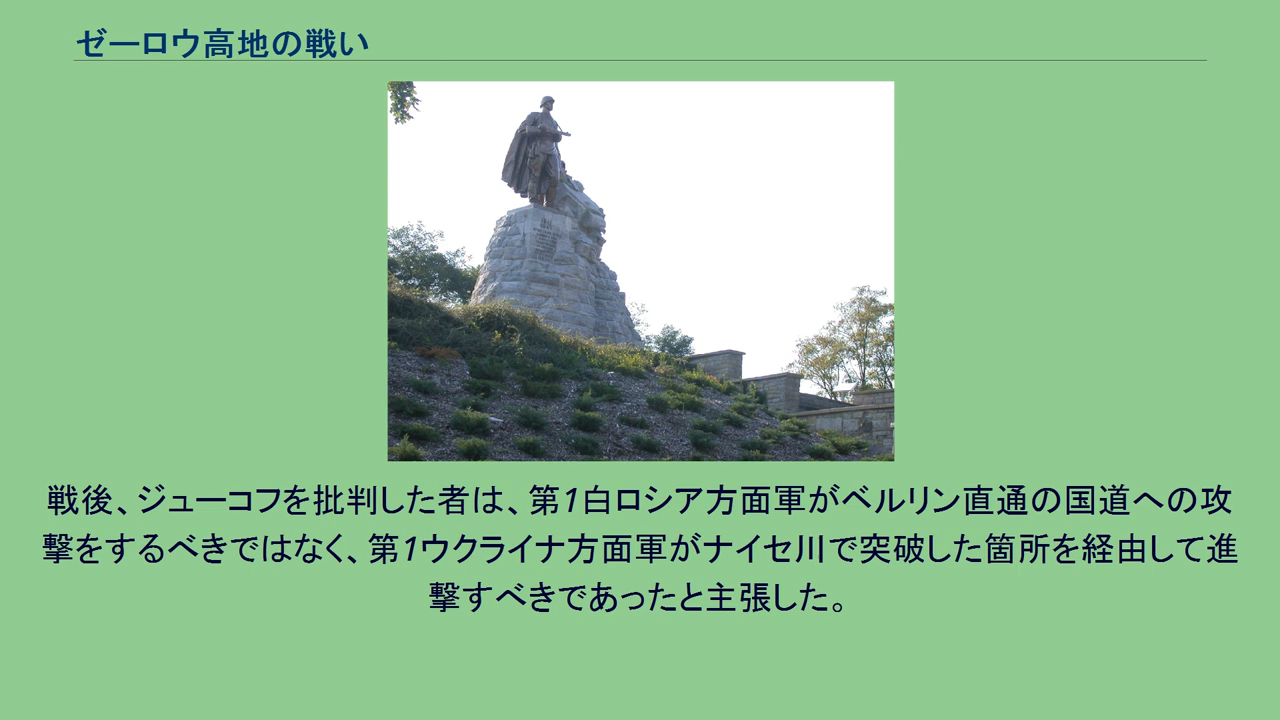 ゼーロウ高地の戦い
戦後、ジューコフを批判した者は、第1白ロシア方面軍がベルリン直通の国道への攻
撃をするべきではなく、第1ウクライナ方面軍がナイセ川で突破した箇所を経由して進
撃すべきであったと主張した。